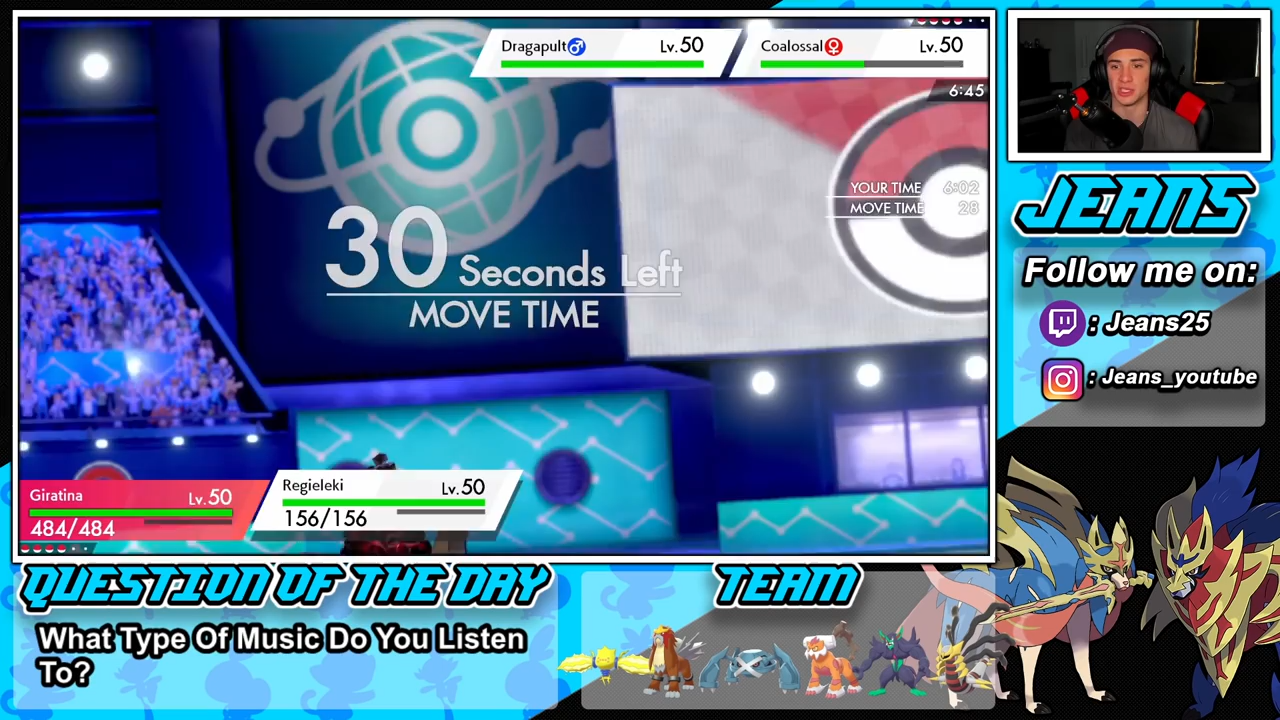 Dragapult♂ Lv.50
Coalossal♀ Lv.50
6:45
YOUR TIME 6:02
MOVE TIME 28
30 Seconds Left
MOVE TIME
Giratina Lv.50
484/484
Regieleki Lv.50
156/156
JEANS
Follow me on:
: Jeans25
: Jeans_youtube
QUESTION OF THE DAY
What Type Of Music Do You Listen
To?
TEAM